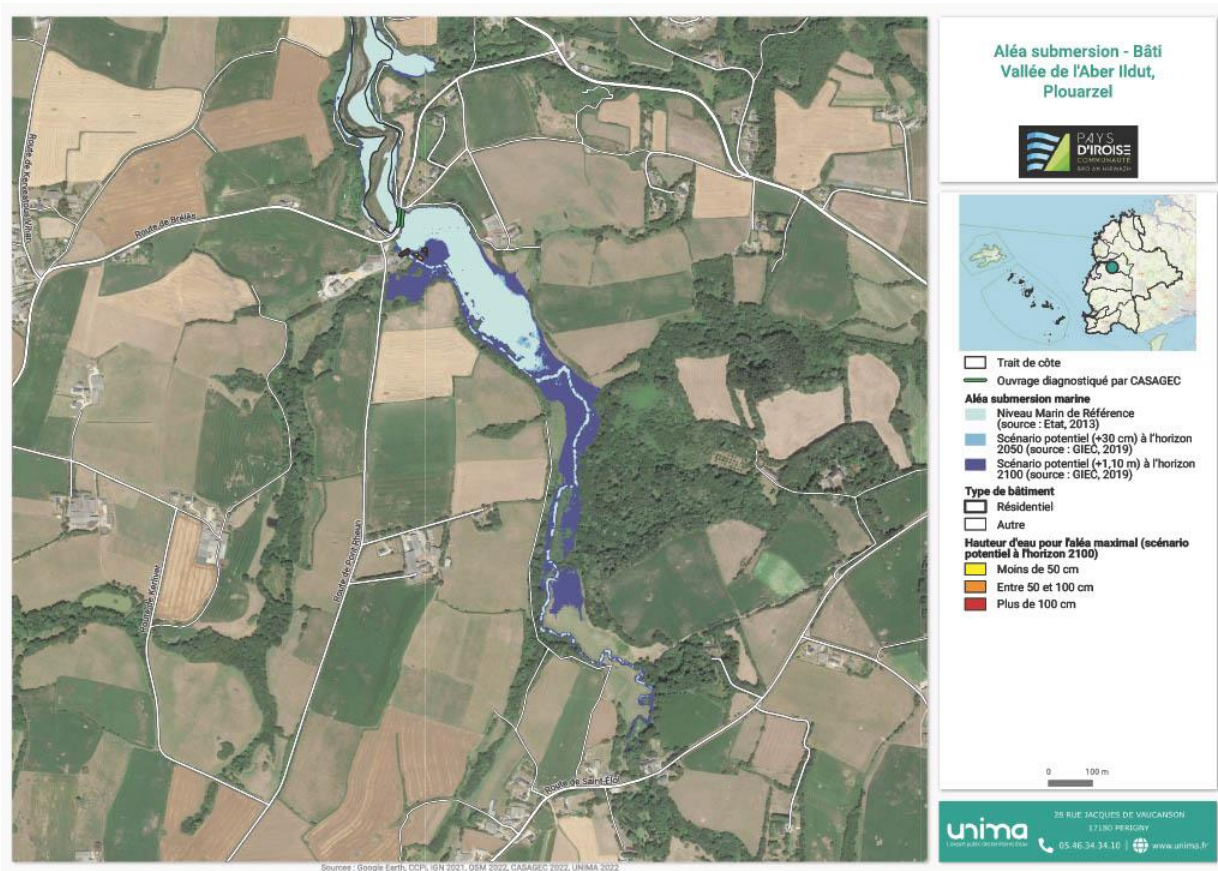 Aléa submersion - Bâti
Vallée de l'Aber Ildut,
Plouarzel
PAYS
D'IROISE
COMMUNAUTÉ
Route de Brélès
Route de Pont Rheun
Route de Saint-Eloi
Trait de côte
Ouvrage diagnostiqué par CASAGEC
Aléa submersion marine
Niveau Marin de Référence
(source : Etat, 2013)
Scénario potentiel (+30 cm) à l'horizon
2050 (source : GIEC, 2019)
Scénario potentiel (+1,10 m) à l'horizon
2100 (source : GIEC, 2019)
Type de bâtiment
Résidentiel
Autre
Hauteur d'eau pour l'aléa maximal (scénario
potentiel à l'horizon 2100)
Moins de 50 cm
Entre 50 et 100 cm
Plus de 100 cm
0 100 m
unima
28 RUE JACQUES DE VAUCANSON
17180 PERIGNY
05.46.34.34.10 | www.unima.fr
Sources : Google Earth, CCPI, IGN 2021, OSM 2022, CASAGEC 2022, UNIMA 2022